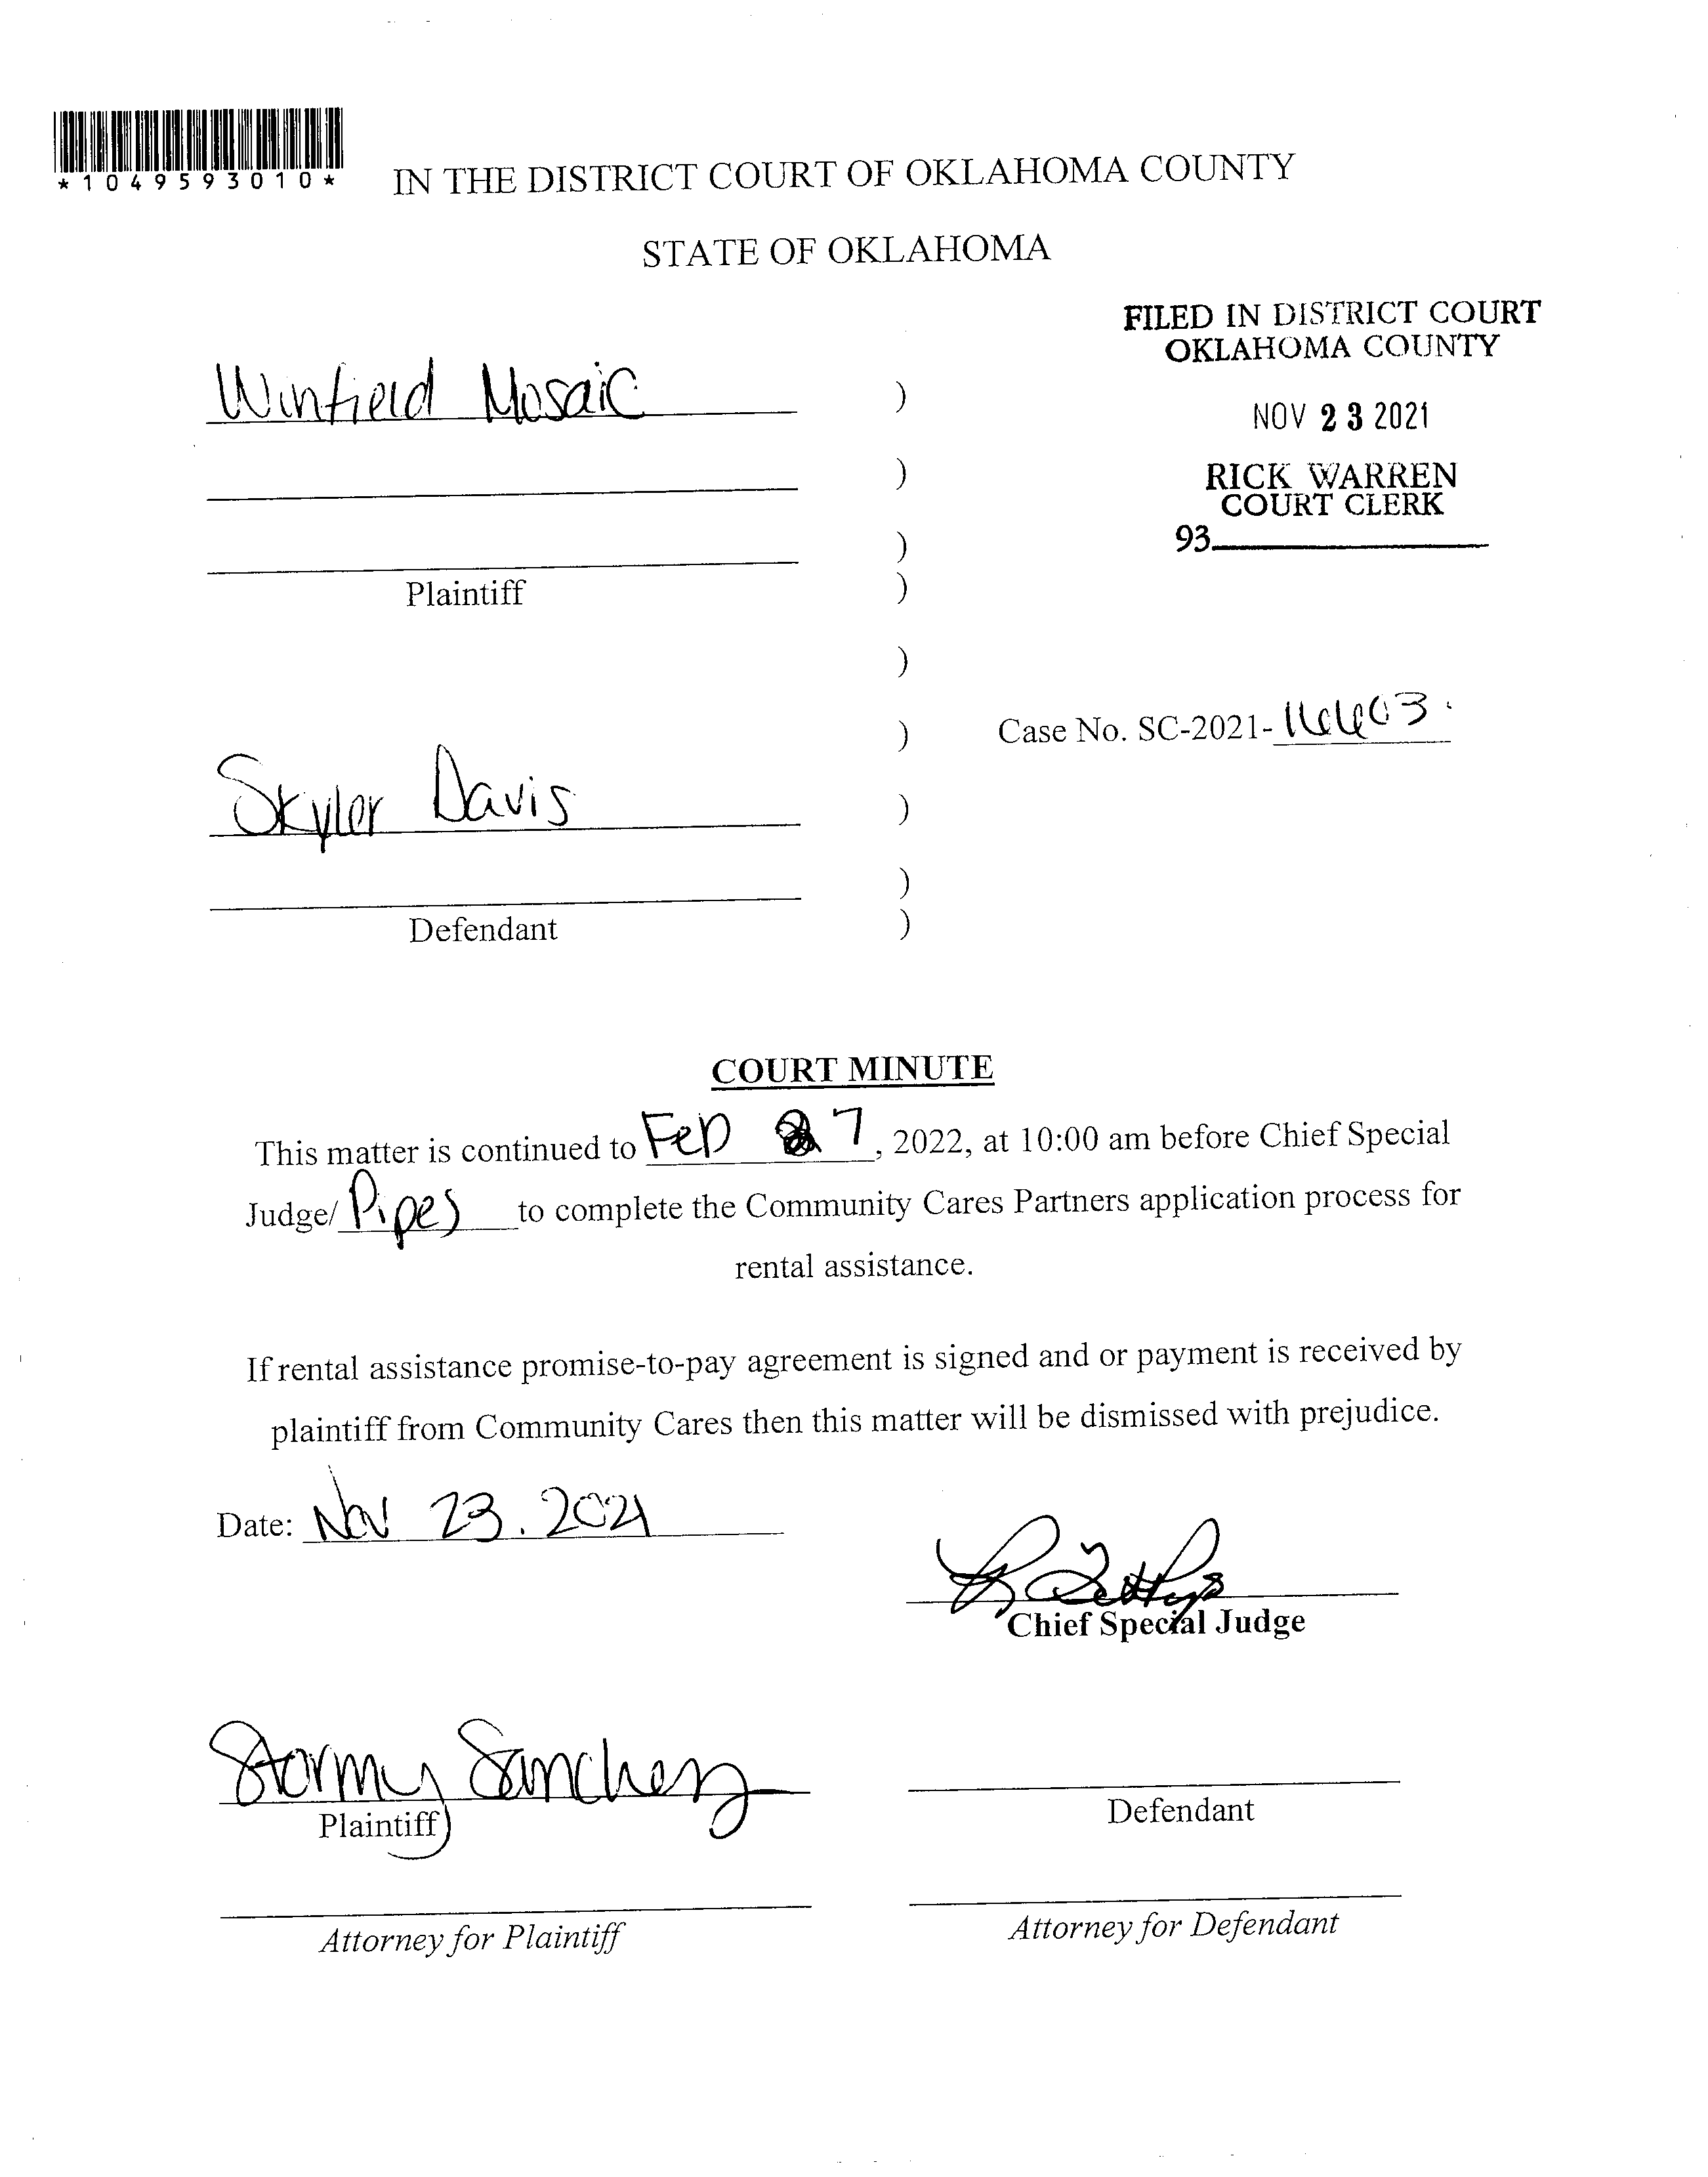 *1049593010*
IN THE DISTRICT COURT OF OKLAHOMA COUNTY
STATE OF OKLAHOMA
FILED IN DISTRICT COURT
OKLAHOMA COUNTY
NOV 23 2021
RICK WARREN
COURT CLERK
93
Winfield Mosaic )
)
)
Plaintiff )
)
) Case No. SC-2021-16603
Skyler Davis )
)
Defendant )
COURT MINUTE
This matter is continued to Feb 7, 2022, at 10:00 am before Chief Special
Judge/ Pipes to complete the Community Cares Partners application process for
rental assistance.
If rental assistance promise-to-pay agreement is signed and or payment is received by
plaintiff from Community Cares then this matter will be dismissed with prejudice.
Date: Nov 23. 2021
Chief Special Judge
Stormy Sanchez
Plaintiff
Defendant
Attorney for Plaintiff
Attorney for Defendant